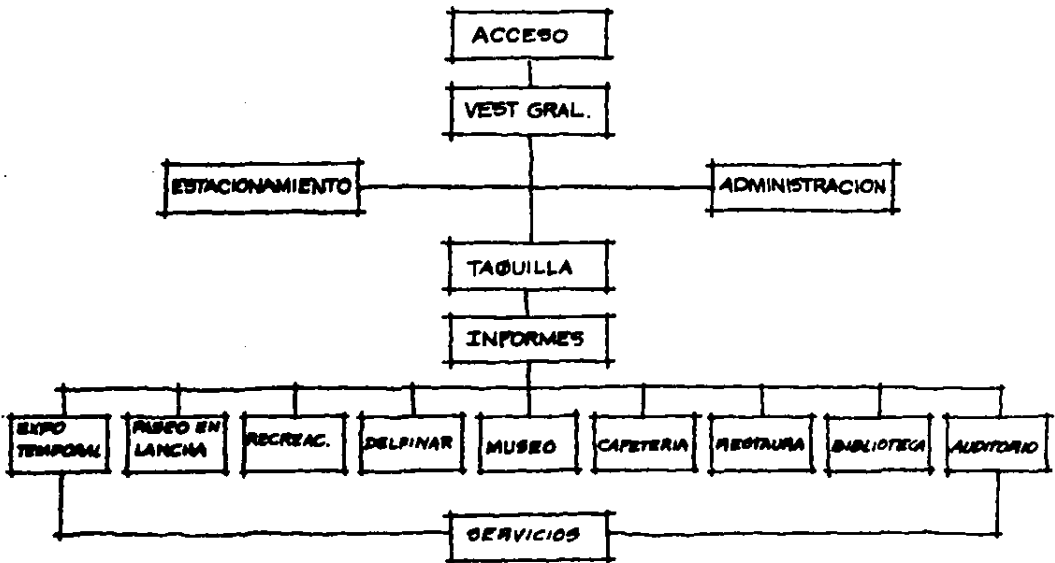 ACCESO
VEST GRAL.
ESTACIONAMIENTO
ADMINISTRACION
TAQUILLA
INFORMES
EXPO
TEMPORAL
PASEO EN
LANCHA
RECREAC.
DELFINAR
MUSEO
CAFETERIA
RESTAURA
BIBLIOTECA
AUDITORIO
SERVICIOS